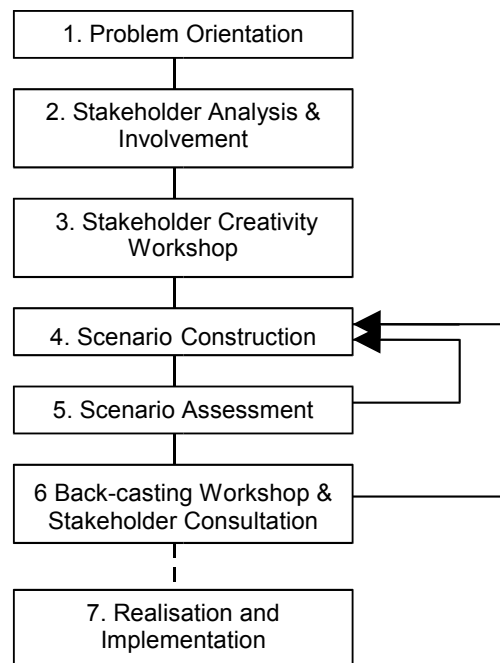 1. Problem Orientation
2. Stakeholder Analysis &
Involvement
3. Stakeholder Creativity
Workshop
4. Scenario Construction
5. Scenario Assessment
6 Back-casting Workshop &
Stakeholder Consultation
7. Realisation and
Implementation